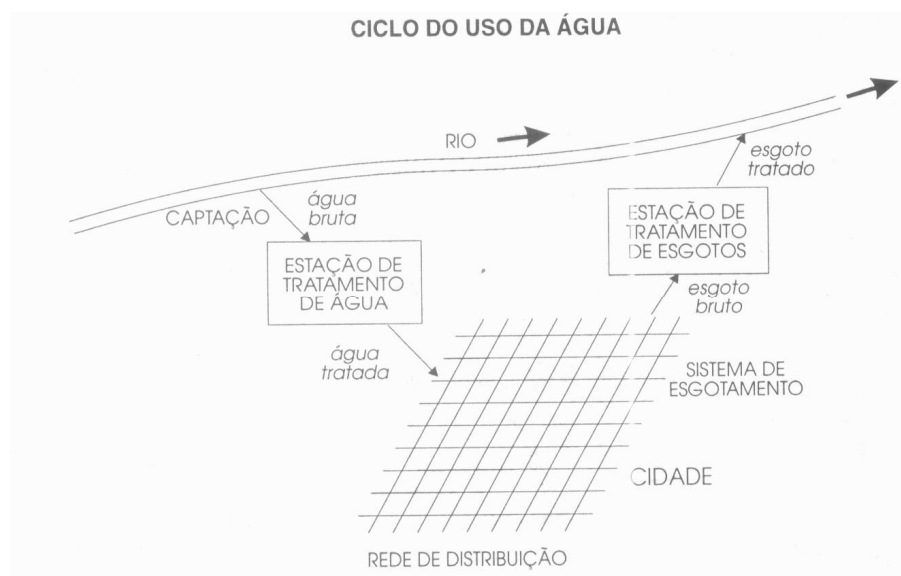 CICLO DO USO DA ÁGUA
RIO
esgoto
tratado
CAPTAÇÃO
água
bruta
ESTAÇÃO DE
TRATAMENTO
DE ESGOTOS
ESTAÇÃO DE
TRATAMENTO
DE ÁGUA
esgoto
bruto
água
tratada
SISTEMA DE
ESGOTAMENTO
CIDADE
REDE DE DISTRIBUIÇÃO